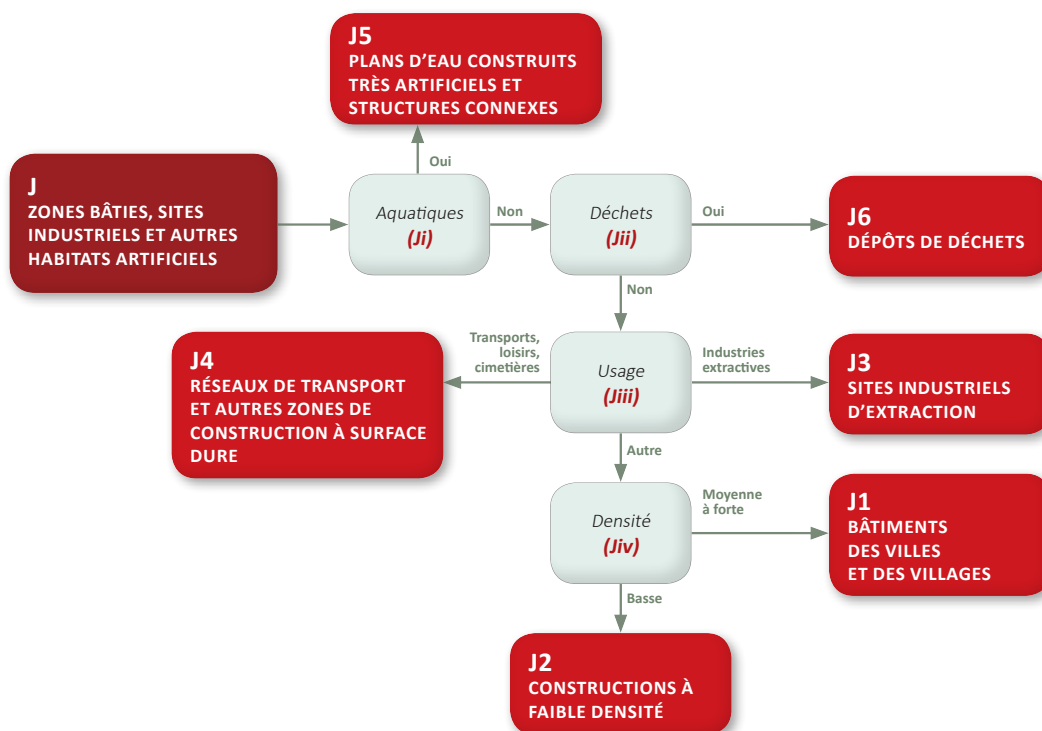 J5
PLANS D'EAU CONSTRUITS
TRÈS ARTIFICIELS ET
STRUCTURES CONNEXES
Oui
J
ZONES BÂTIES, SITES
INDUSTRIELS ET AUTRES
HABITATS ARTIFICIELS
Aquatiques
(Ji)
Non
Déchets
(Jii)
Oui
J6
DÉPÔTS DE DÉCHETS
Non
J4
RÉSEAUX DE TRANSPORT
ET AUTRES ZONES DE
CONSTRUCTION À SURFACE
DURE
Transports,
loisirs,
cimetières
Usage
(Jiii)
Industries
extractives
J3
SITES INDUSTRIELS
D'EXTRACTION
Autre
Densité
(Jiv)
Moyenne
à forte
J1
BÂTIMENTS
DES VILLES
ET DES VILLAGES
Basse
J2
CONSTRUCTIONS À
FAIBLE DENSITÉ